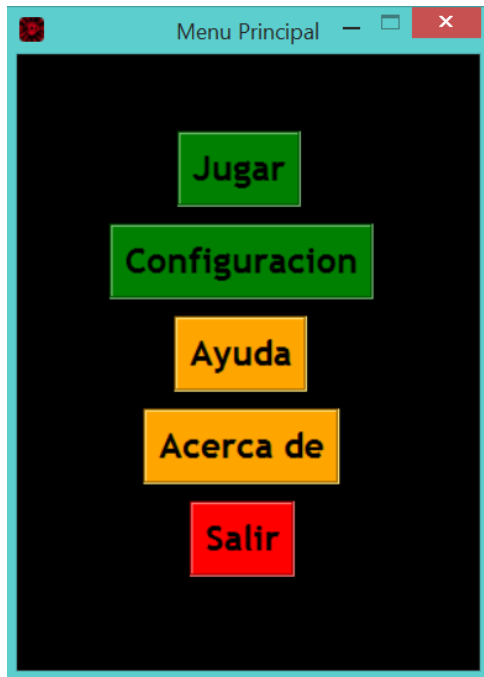 Menu Principal
Jugar
Configuracion
Ayuda
Acerca de
Salir